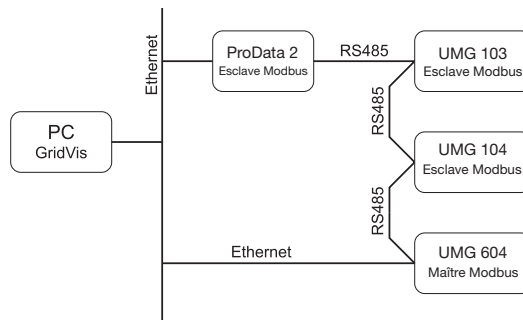 Ethernet
ProData 2
Esclave Modbus
RS485
UMG 103
Esclave Modbus
RS485
PC
GridVis
UMG 104
Esclave Modbus
RS485
Ethernet
UMG 604
Maître Modbus